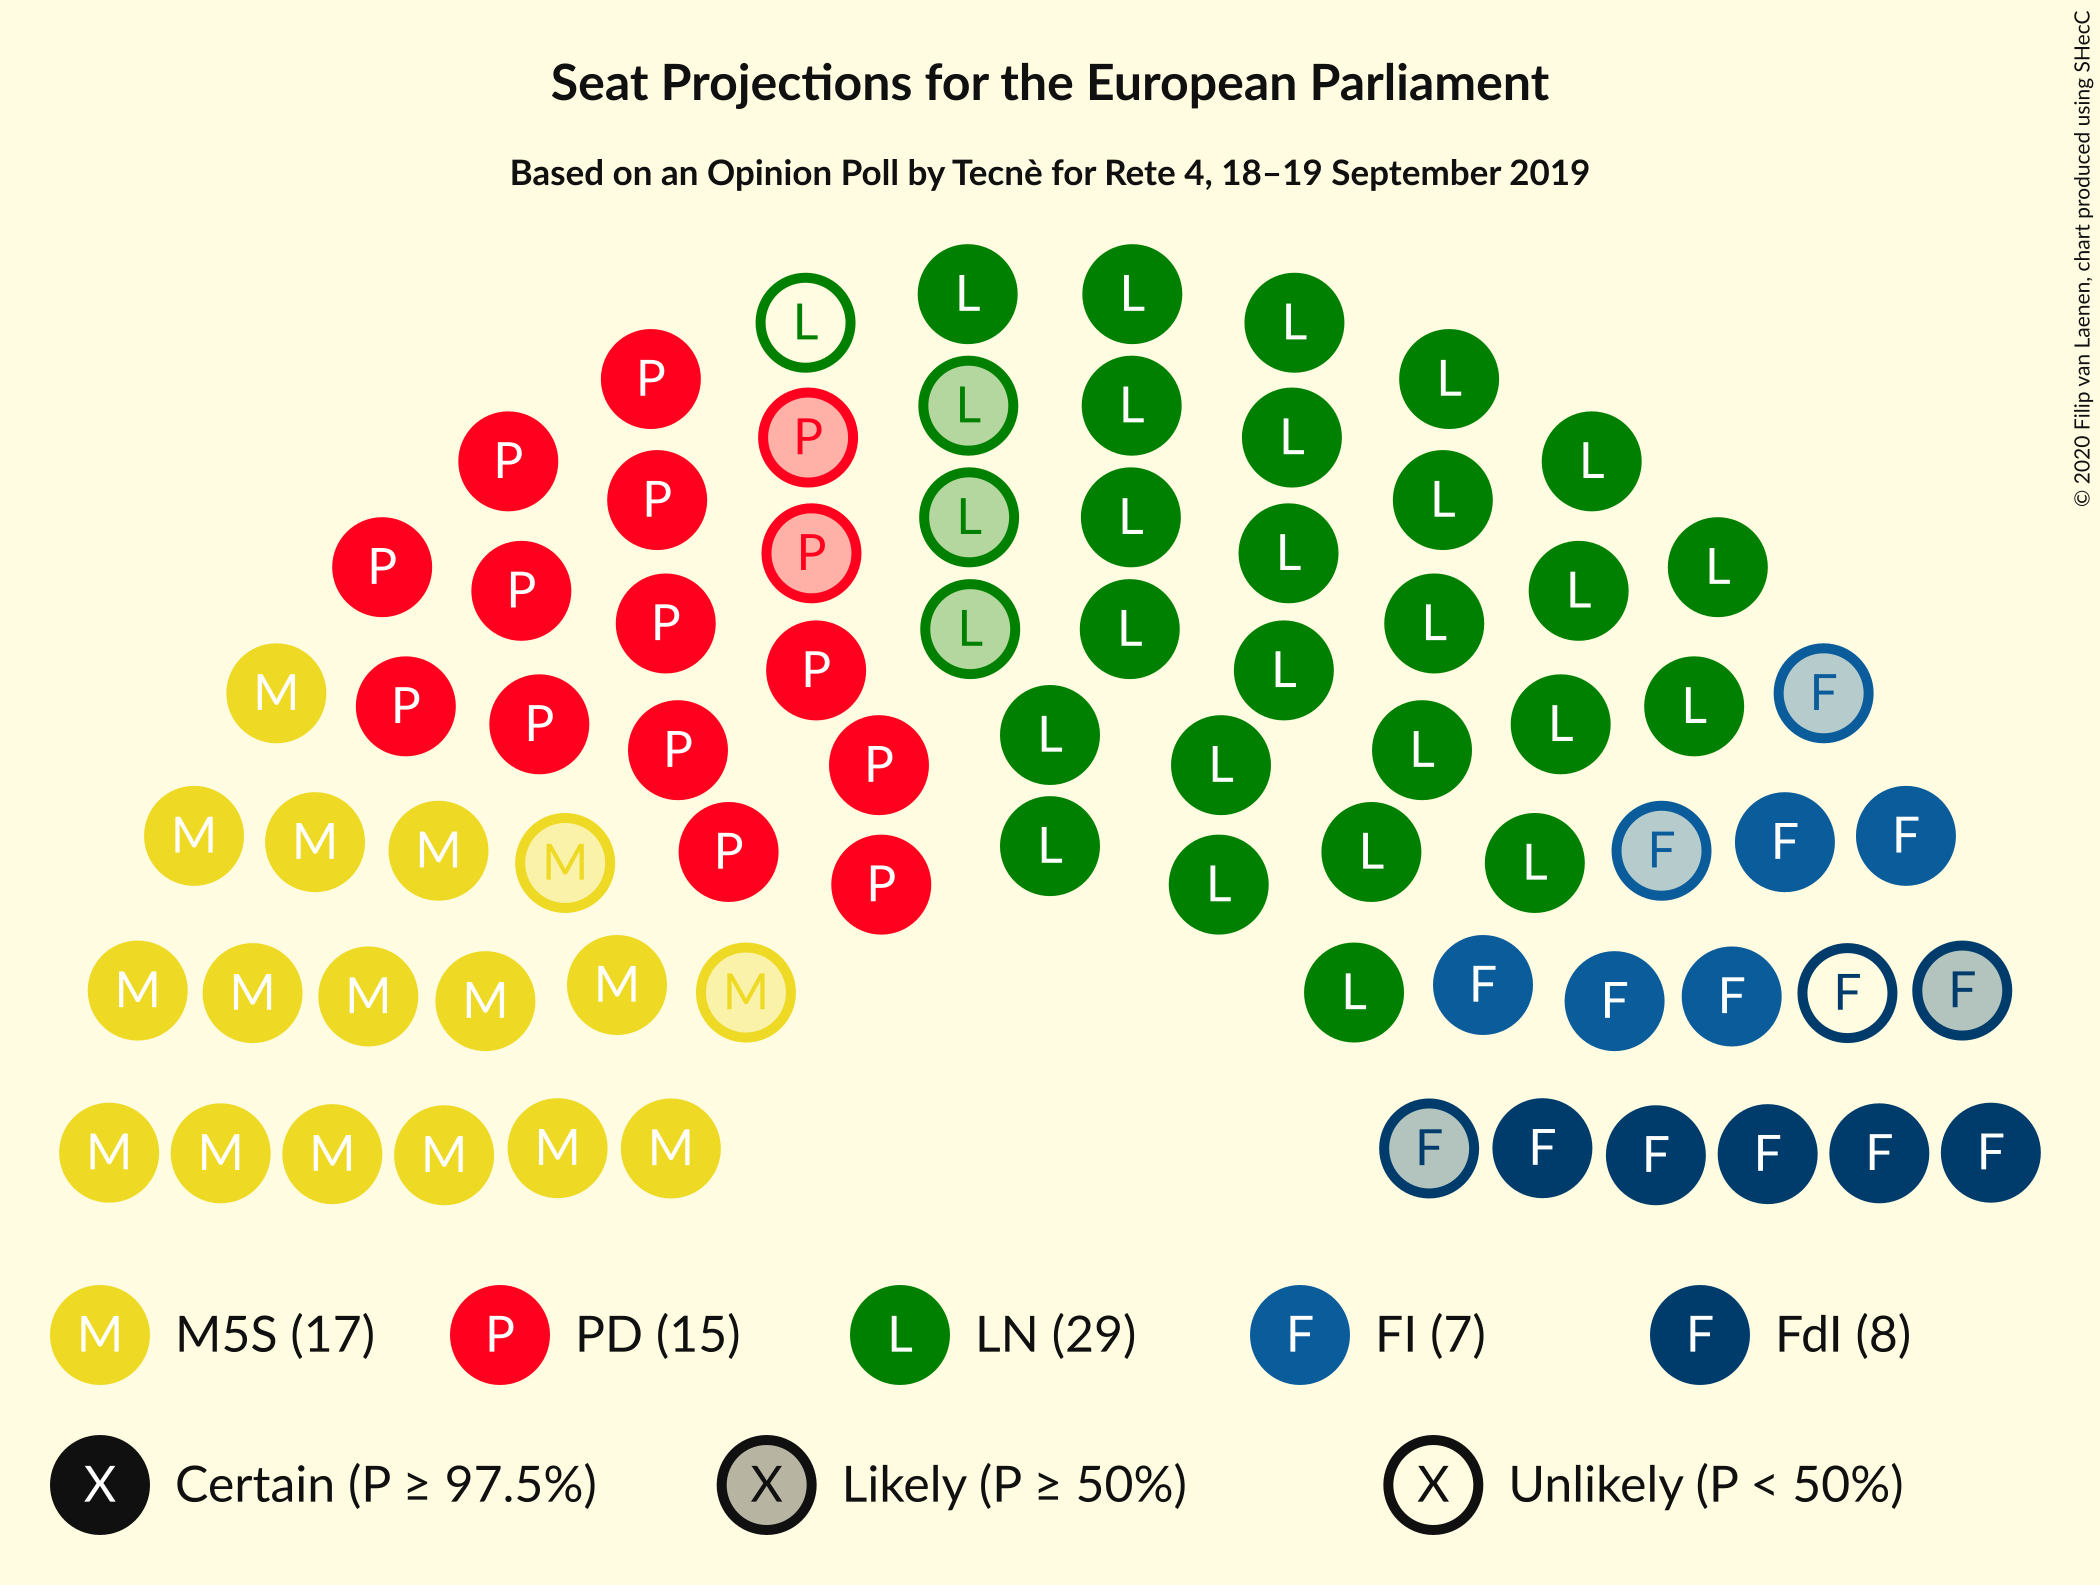 Seat Projections for the European Parliament
Based on an Opinion Poll by Tecnè for Rete 4, 18–19 September 2019
© 2020 Filip van Laenen, chart produced using SHecC
L L L L
P L
L L
P P L
P L
P L L
P L
P L L
P L
P P L L
P L
L L L
P L
M F
P L
P L
P L L L
P L
M F
M F
M M F
P L
L
M L
P L
M F
M F
M F
M F
M F
M L
M M M M M M F F F F F F
M M5S (17) P PD (15) L LN (29) F FI (7) F FdI (8)
X Certain (P ≥ 97.5%) X Likely (P ≥ 50%) X Unlikely (P < 50%)